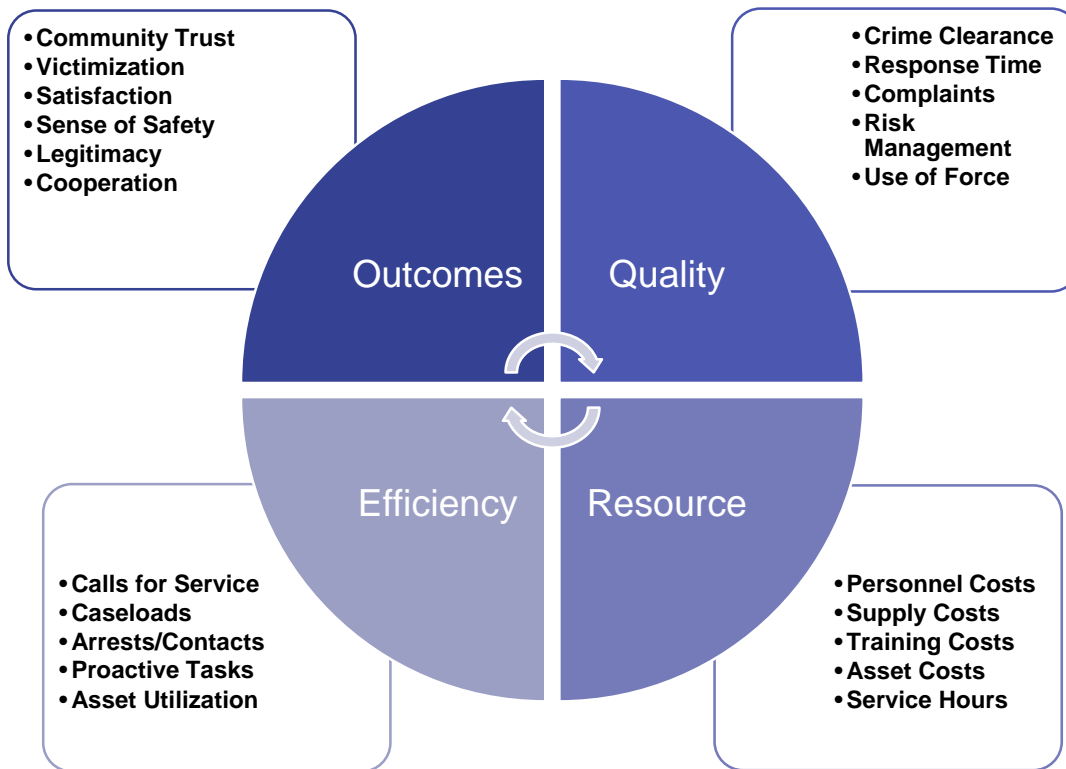 • Community Trust
• Victimization
• Satisfaction
• Sense of Safety
• Legitimacy
• Cooperation
• Crime Clearance
• Response Time
• Complaints
• Risk
Management
• Use of Force
Outcomes
Quality
Efficiency
Resource
• Calls for Service
• Caseloads
• Arrests/Contacts
• Proactive Tasks
• Asset Utilization
• Personnel Costs
• Supply Costs
• Training Costs
• Asset Costs
• Service Hours